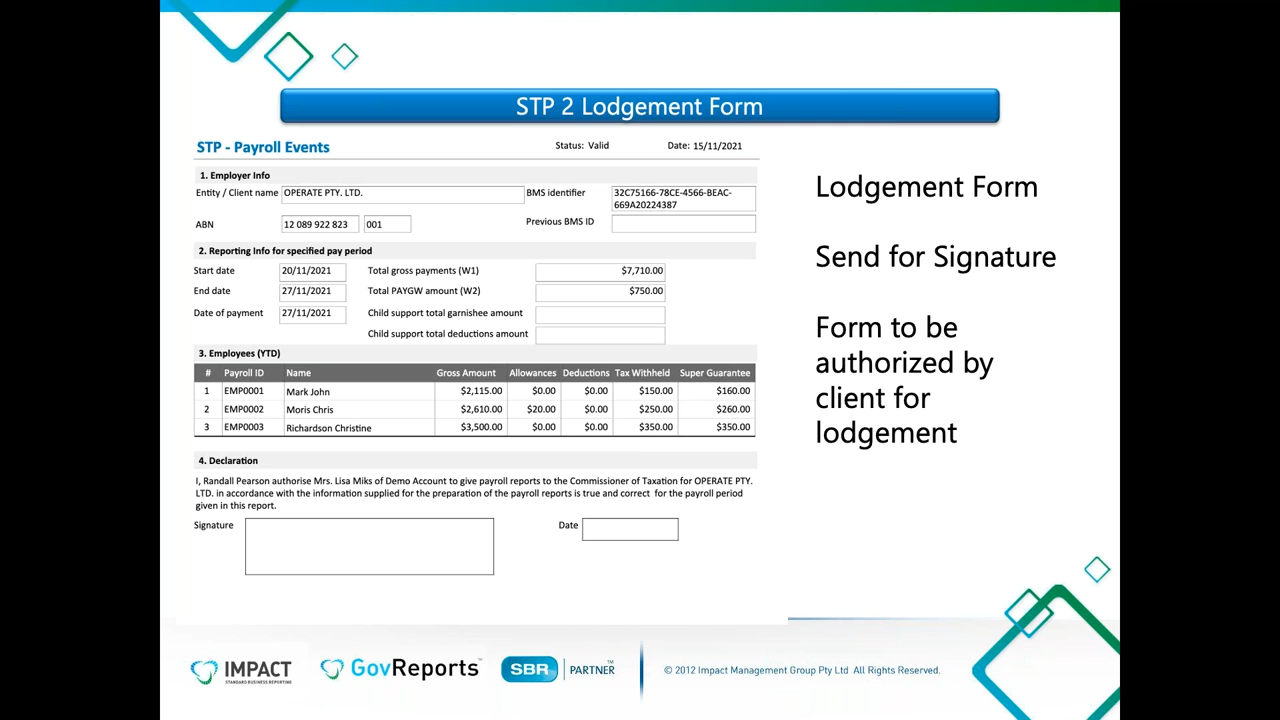 STP 2 Lodgement Form
STP - Payroll Events Status: Valid Date: 15/11/2021
1. Employer Info
Entity / Client name OPERATE PTY. LTD. BMS identifier 32C75166-78CE-4566-BEAC-
669A20224387
ABN 12 089 922 823 001 Previous BMS ID
2. Reporting Info for specified pay period
Start date 20/11/2021 Total gross payments (W1) $7,710.00
End date 27/11/2021 Total PAYGW amount (W2) $750.00
Date of payment 27/11/2021 Child support total garnishee amount
Child support total deductions amount
3. Employees (YTD)
# Payroll ID Name Gross Amount Allowances Deductions Tax Withheld Super Guarantee
1 EMP0001 Mark John $2,115.00 $0.00 $0.00 $150.00 $160.00
2 EMP0002 Moris Chris $2,610.00 $20.00 $0.00 $250.00 $260.00
3 EMP0003 Richardson Christine $3,500.00 $0.00 $0.00 $350.00 $350.00
4. Declaration
I, Randall Pearson authorise Mrs. Lisa Miks of Demo Account to give payroll reports to the Commissioner of Taxation for OPERATE PTY.
LTD. in accordance with the information supplied for the preparation of the payroll reports is true and correct for the payroll period
given in this report.
Signature Date
Lodgement Form
Send for Signature
Form to be
authorized by
client for
lodgement
IMPACT
STANDARD BUSINESS REPORTING
GovReports™
SBR PARTNER™
© 2012 Impact Management Group Pty Ltd All Rights Reserved.